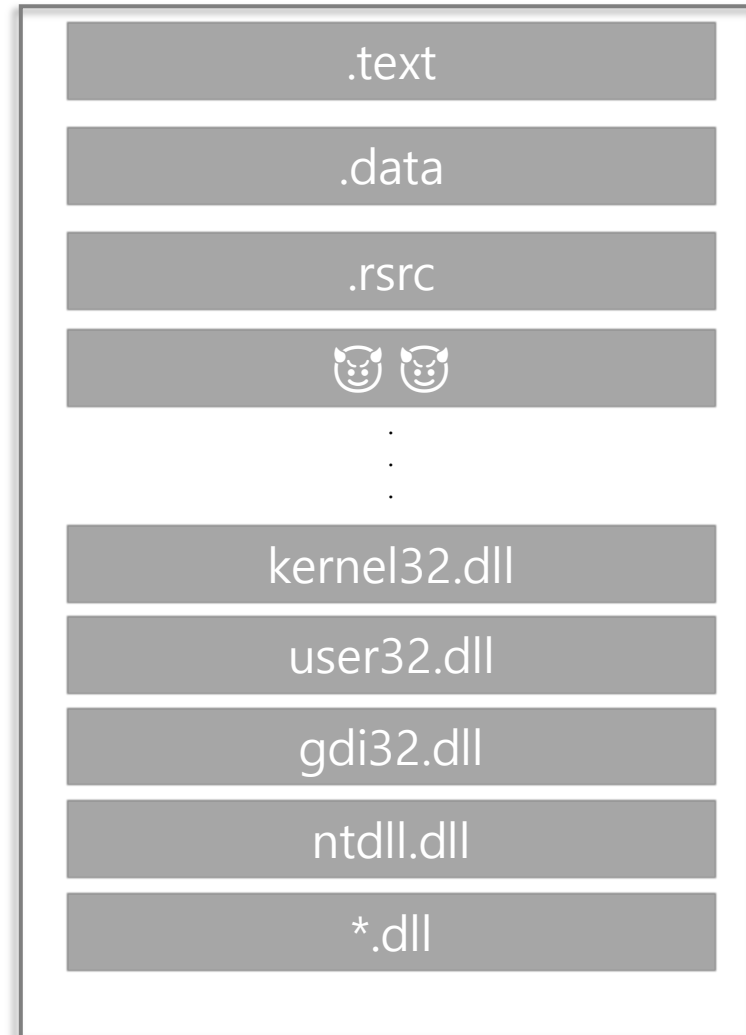 .text
.data
.rsrc
😈 😈
.
.
.
kernel32.dll
user32.dll
gdi32.dll
ntdll.dll
*.dll